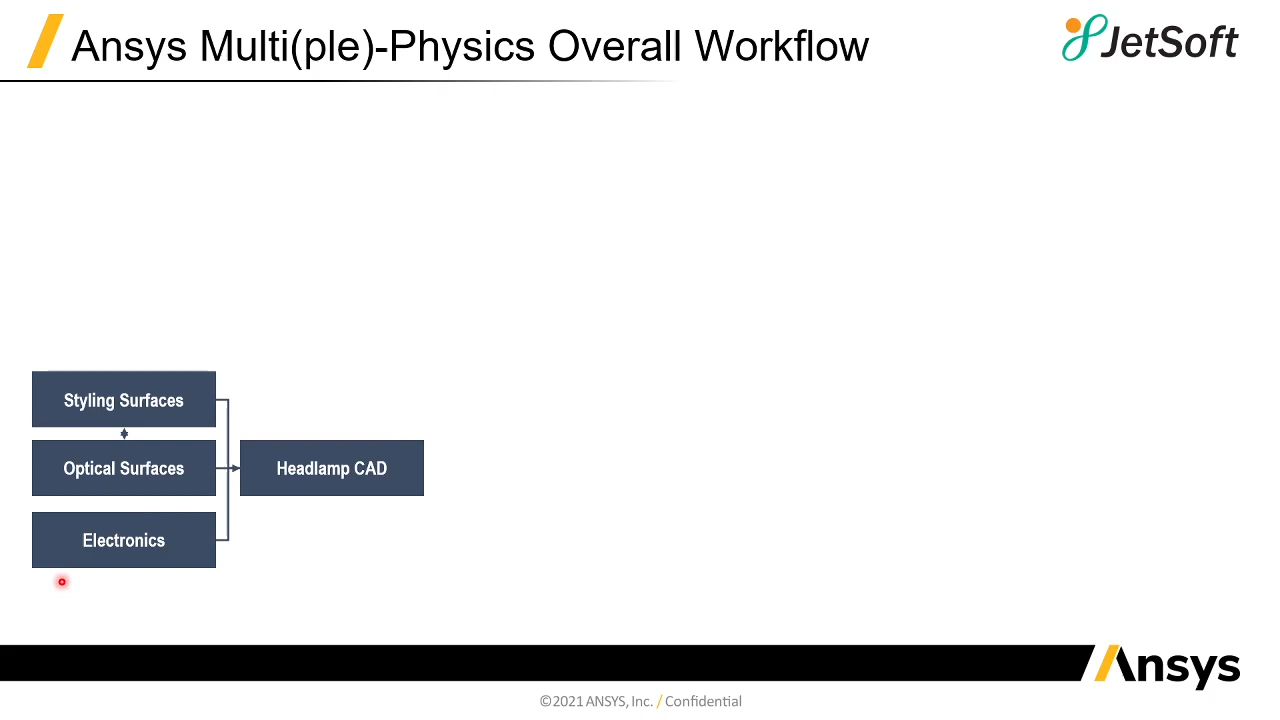 Ansys Multi(ple)-Physics Overall Workflow
JetSoft
Styling Surfaces
Optical Surfaces
Headlamp CAD
Electronics
Ansys
©2021 ANSYS, Inc. / Confidential